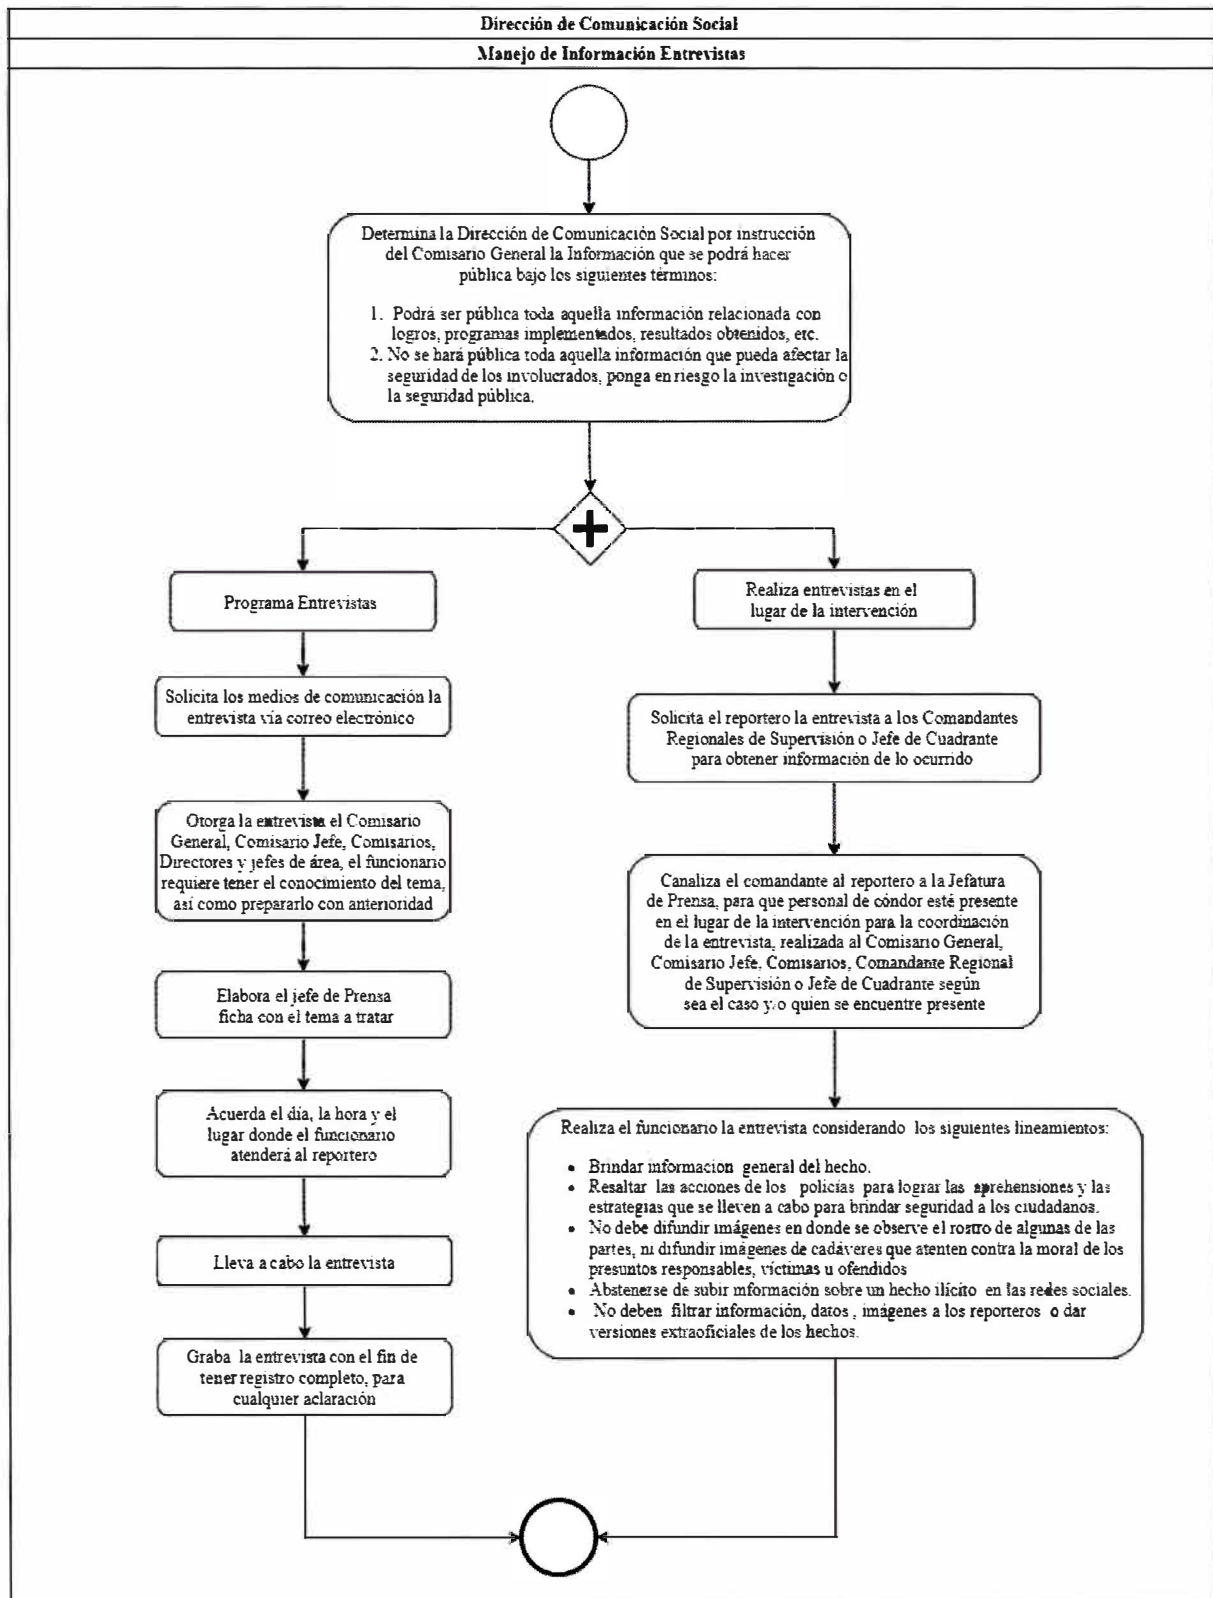 Dirección de Comunicación Social
Manejo de Información Entrevistas
Determina la Dirección de Comunicación Social por instrucción
del Comisario General la Información que se podrá hacer
pública bajo los siguientes términos:
1. Podrá ser pública toda aquella información relacionada con
logros, programas implementados, resultados obtenidos, etc.
2. No se hará pública toda aquella información que pueda afectar la
seguridad de los involucrados, ponga en riesgo la investigación o
la seguridad pública.
Programa Entrevistas
Solicita los medios de comunicación la
entrevista vía correo electrónico
Otorga la entrevista el Comisario
General, Comisario Jefe, Comisarios,
Directores y jefes de área, el funcionario
requiere tener el conocimiento del tema,
así como prepararlo con anterioridad
Elabora el jefe de Prensa
ficha con el tema a tratar
Acuerda el día, la hora y el
lugar donde el funcionario
atenderá al reportero
Lleva a cabo la entrevista
Graba la entrevista con el fin de
tener registro completo, para
cualquier aclaración
Realiza entrevistas en el
lugar de la intervención
Solicita el reportero la entrevista a los Comandantes
Regionales de Supervisión o Jefe de Cuadrante
para obtener información de lo ocurrido
Canaliza el comandante al reportero a la Jefatura
de Prensa, para que personal de cóndor esté presente
en el lugar de la intervención para la coordinación
de la entrevista, realizada al Comisario General,
Comisario Jefe, Comisarios, Comandante Regional
de Supervisión o Jefe de Cuadrante según
sea el caso y/o quien se encuentre presente
Realiza el funcionario la entrevista considerando los siguientes lineamientos:
• Brindar informacion general del hecho.
• Resaltar las acciones de los policías para lograr las aprehensiones y las
estrategias que se lleven a cabo para brindar seguridad a los ciudadanos.
• No debe difundir imágenes en donde se observe el rostro de algunas de las
partes, ni difundir imágenes de cadáveres que atenten contra la moral de los
presuntos responsables, víctimas u ofendidos
• Abstenerse de subir información sobre un hecho ilícito en las redes sociales.
• No deben filtrar información, datos , imágenes a los reporteros o dar
versiones extraoficiales de los hechos.